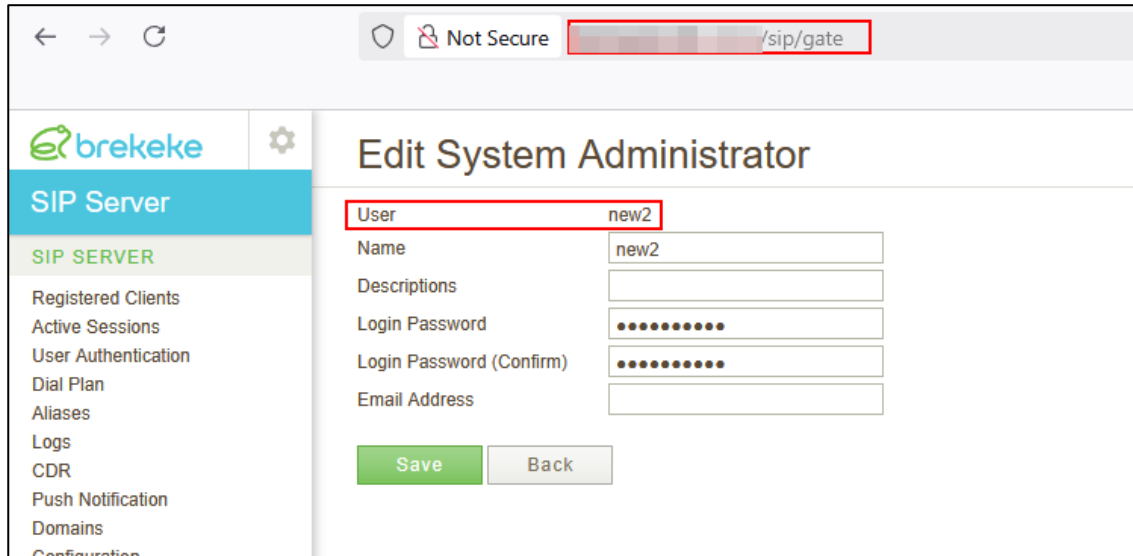 Not Secure /sip/gate
brekeke
SIP Server
SIP SERVER
Registered Clients
Active Sessions
User Authentication
Dial Plan
Aliases
Logs
CDR
Push Notification
Domains
Configuration
Edit System Administrator
User new2
Name new2
Descriptions
Login Password ●●●●●●●●●●
Login Password (Confirm) ●●●●●●●●●●
Email Address
Save Back